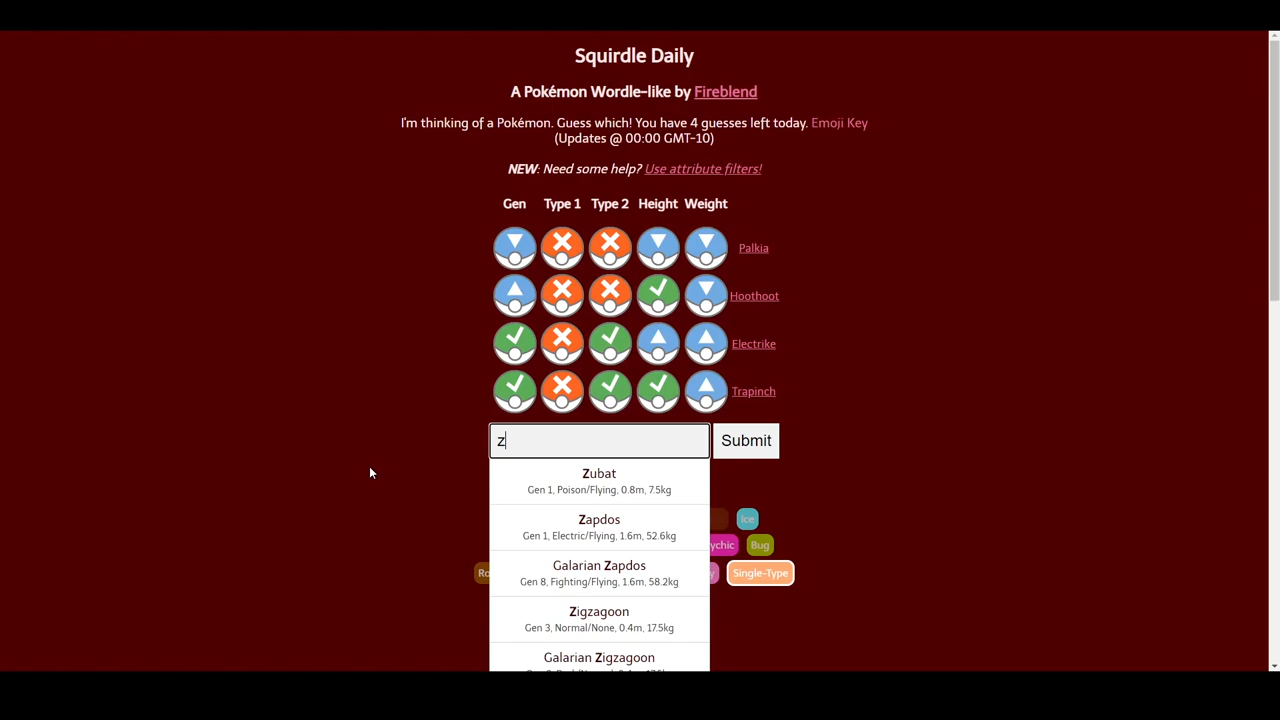 Squirdle Daily
A Pokémon Wordle-like by Fireblend
I'm thinking of a Pokémon. Guess which! You have 4 guesses left today. Emoji Key
(Updates @ 00:00 GMT-10)
NEW: Need some help? Use attribute filters!
Gen Type 1 Type 2 Height Weight
Palkia
Hoothoot
Electrike
Trapinch
z Submit
Zubat
Gen 1, Poison/Flying, 0.8m, 7.5kg
Zapdos
Gen 1, Electric/Flying, 1.6m, 52.6kg
Ice
ychic Bug
Galarian Zapdos
Gen 8, Fighting/Flying, 1.6m, 58.2kg
Ro y Single-Type
Zigzagoon
Gen 3, Normal/None, 0.4m, 17.5kg
Galarian Zigzagoon